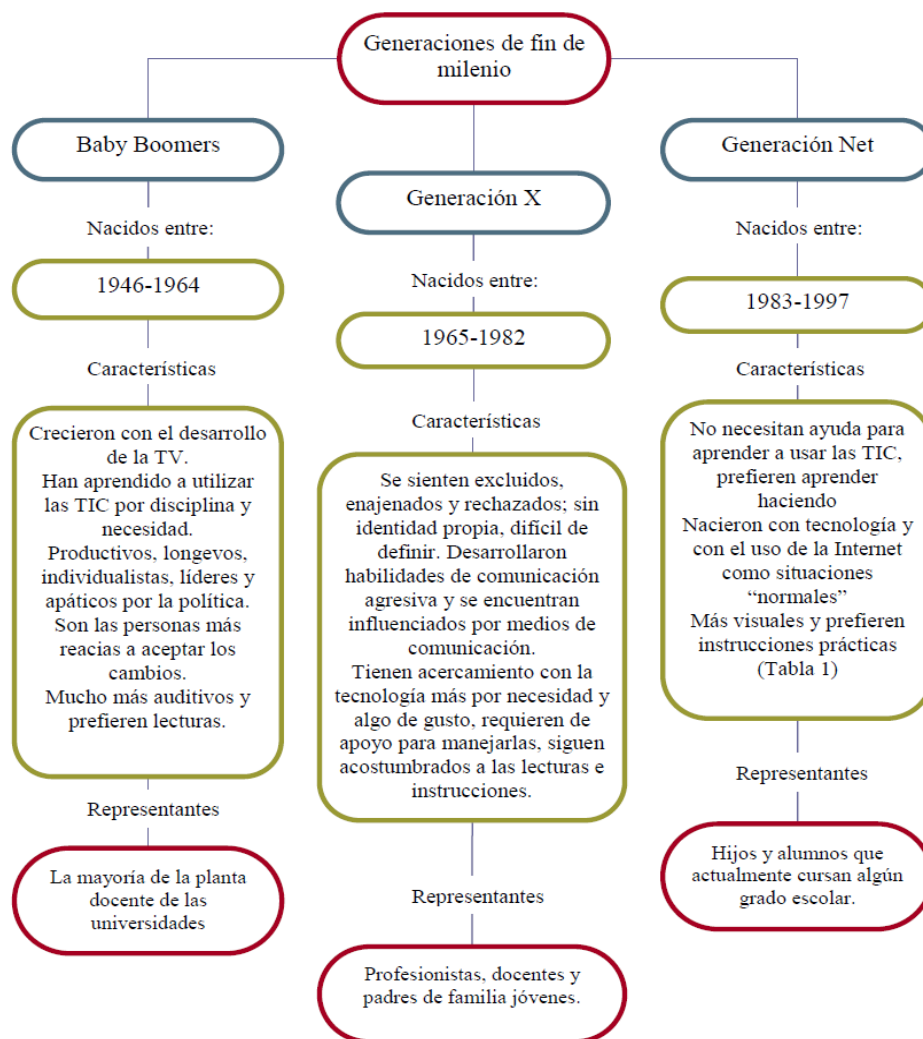 Generaciones de fin de
milenio
Baby Boomers
Nacidos entre:
1946-1964
Características
Crecieron con el desarrollo
de la TV.
Han aprendido a utilizar
las TIC por disciplina y
necesidad.
Productivos, longevos,
individualistas, líderes y
apáticos por la política.
Son las personas más
reacias a aceptar los
cambios.
Mucho más auditivos y
prefieren lecturas.
Representantes
La mayoría de la planta
docente de las
universidades
Generación X
Nacidos entre:
1965-1982
Características
Se sienten excluidos,
enajenados y rechazados; sin
identidad propia, difícil de
definir. Desarrollaron
habilidades de comunicación
agresiva y se encuentran
influenciados por medios de
comunicación.
Tienen acercamiento con la
tecnología más por necesidad y
algo de gusto, requieren de
apoyo para manejarlas, siguen
acostumbrados a las lecturas e
instrucciones.
Representantes
Profesionistas, docentes y
padres de familia jóvenes.
Generación Net
Nacidos entre:
1983-1997
Características
No necesitan ayuda para
aprender a usar las TIC,
prefieren aprender
haciendo
Nacieron con tecnología y
con el uso de la Internet
como situaciones
“normales”
Más visuales y prefieren
instrucciones prácticas
(Tabla 1)
Representantes
Hijos y alumnos que
actualmente cursan algún
grado escolar.